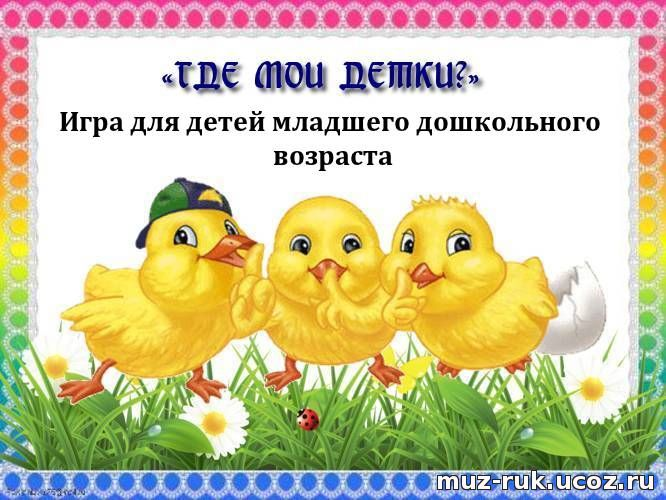 «ГДЕ МОИ ДЕТКИ?»
Игра для детей младшего дошкольного
возраста
muz-ruk.ucoz.ru